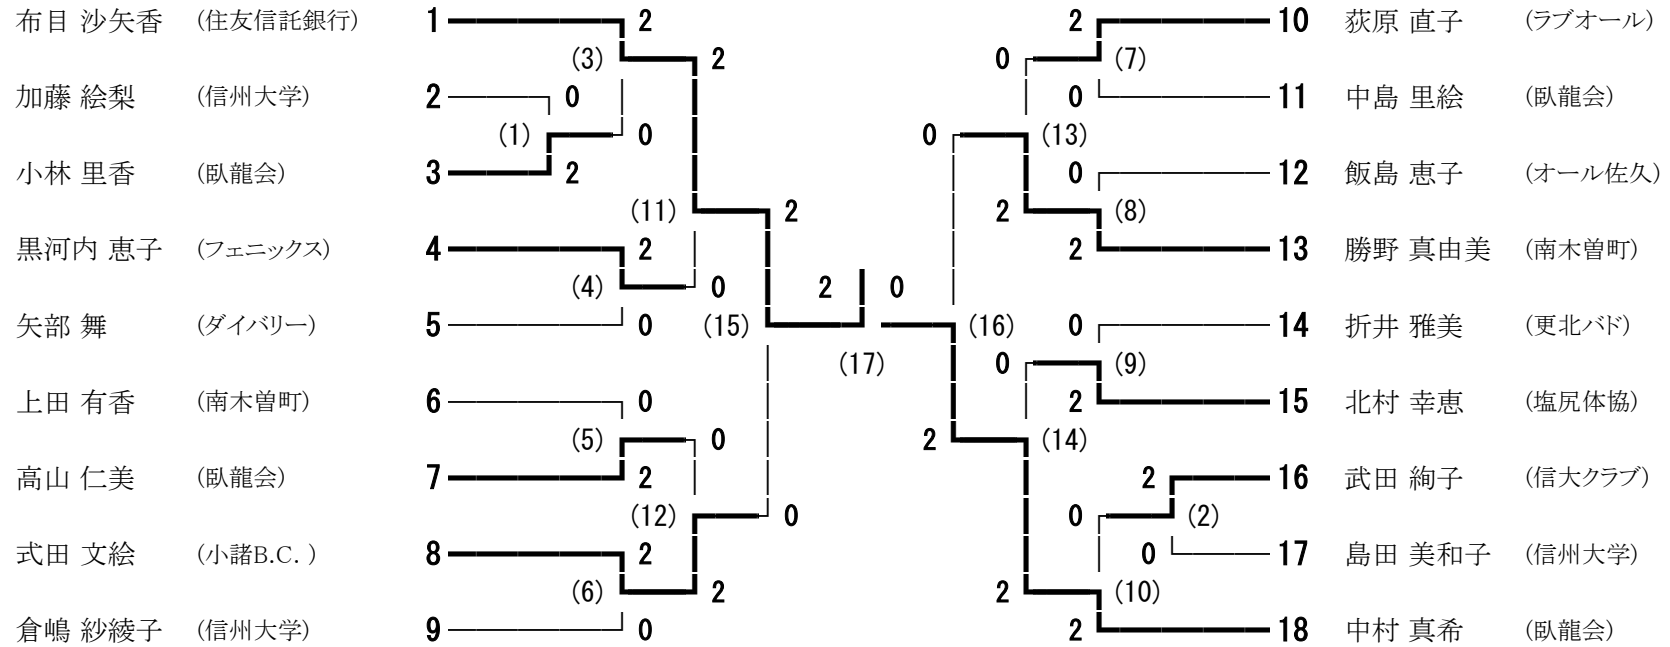 布目 沙矢香 (住友信託銀行) 1 2 2 10 荻原 直子 (ラブオール)
(3) 2 0 (7)
加藤 絵梨 (信州大学) 2 0 0 11 中島 里絵 (臥龍会)
(1) 0 0 (13)
小林 里香 (臥龍会) 3 2 0 12 飯島 恵子 (オール佐久)
(11) 2 2 (8)
黒河内 恵子 (フェニックス) 4 2 2 13 勝野 真由美 (南木曽町)
(4) 0 2 0
矢部 舞 (ダイバリー) 5 0 (15) (16) 0 14 折井 雅美 (更北バド)
(17) 0 (9)
上田 有香 (南木曽町) 6 0 2 15 北村 幸恵 (塩尻体協)
(5) 0 2 (14)
高山 仁美 (臥龍会) 7 2 2 16 武田 絢子 (信大クラブ)
(12) 0 0 (2)
式田 文絵 (小諸B.C. ) 8 2 0 17 島田 美和子 (信州大学)
(6) 2 2 (10)
倉嶋 紗綾子 (信州大学) 9 0 2 18 中村 真希 (臥龍会)